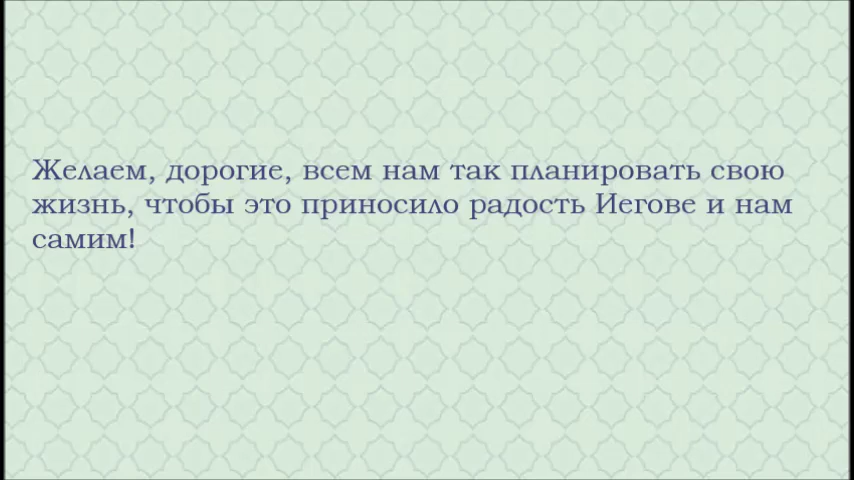 Желаем, дорогие, всем нам так планировать свою
жизнь, чтобы это приносило радость Иегове и нам
самим!